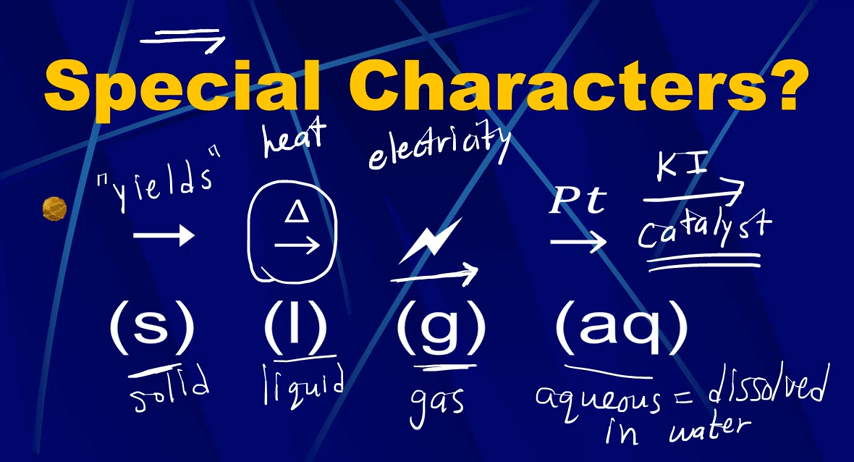 Special Characters?
"yields" heat electricity KI
Δ Pt catalyst
(s) (l) (g) (aq)
solid liquid gas aqueous = dissolved
in water